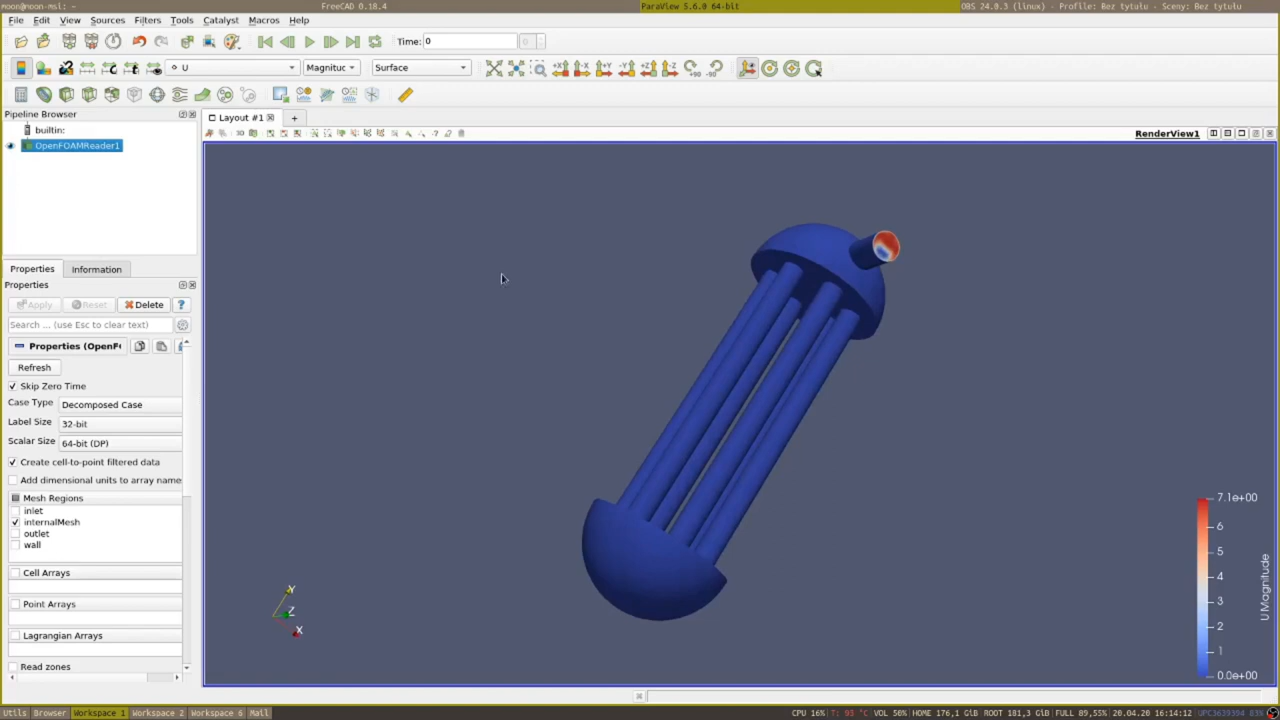 moon@moon-msi: ~ FreeCAD 0.18.4 ParaView 5.6.0 64-bit OBS 24.0.3 (linux) - Profile: Bez tytułu - Sceny: Bez tytułu
File Edit View Sources Filters Tools Catalyst Macros Help
Time: 0 0
U Magnituc Surface
Pipeline Browser
Layout #1
builtin:
OpenFOAMReader1
3D
RenderView1
Properties Information
Properties
Apply Reset Delete ?
Search ... (use Esc to clear text)
Properties (OpenF
Refresh
Skip Zero Time
Case Type Decomposed Case
Label Size 32-bit
Scalar Size 64-bit (DP)
Create cell-to-point filtered data
Add dimensional units to array name
Mesh Regions
inlet
internalMesh
outlet
wall
Cell Arrays
Point Arrays
Lagrangian Arrays
Read zones
Y
Z
X
7.1e+00
6
5
4
3
2
1
0.0e+00
U Magnitude
Utils Browser Workspace 1 Workspace 2 Workspace 6 Mail CPU 16% T: 93 °C VOL 50% HOME 176,1 GiB ROOT 181,3 GiB FULL 89,55% 20.04.20 16:14:12